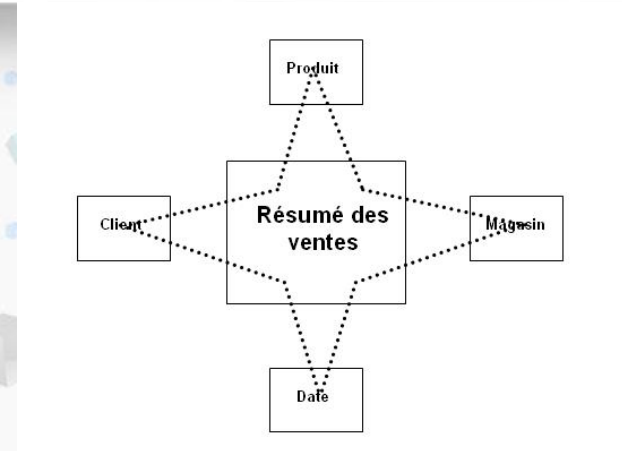 Produit
Client
Résumé des
ventes
Magasin
Date